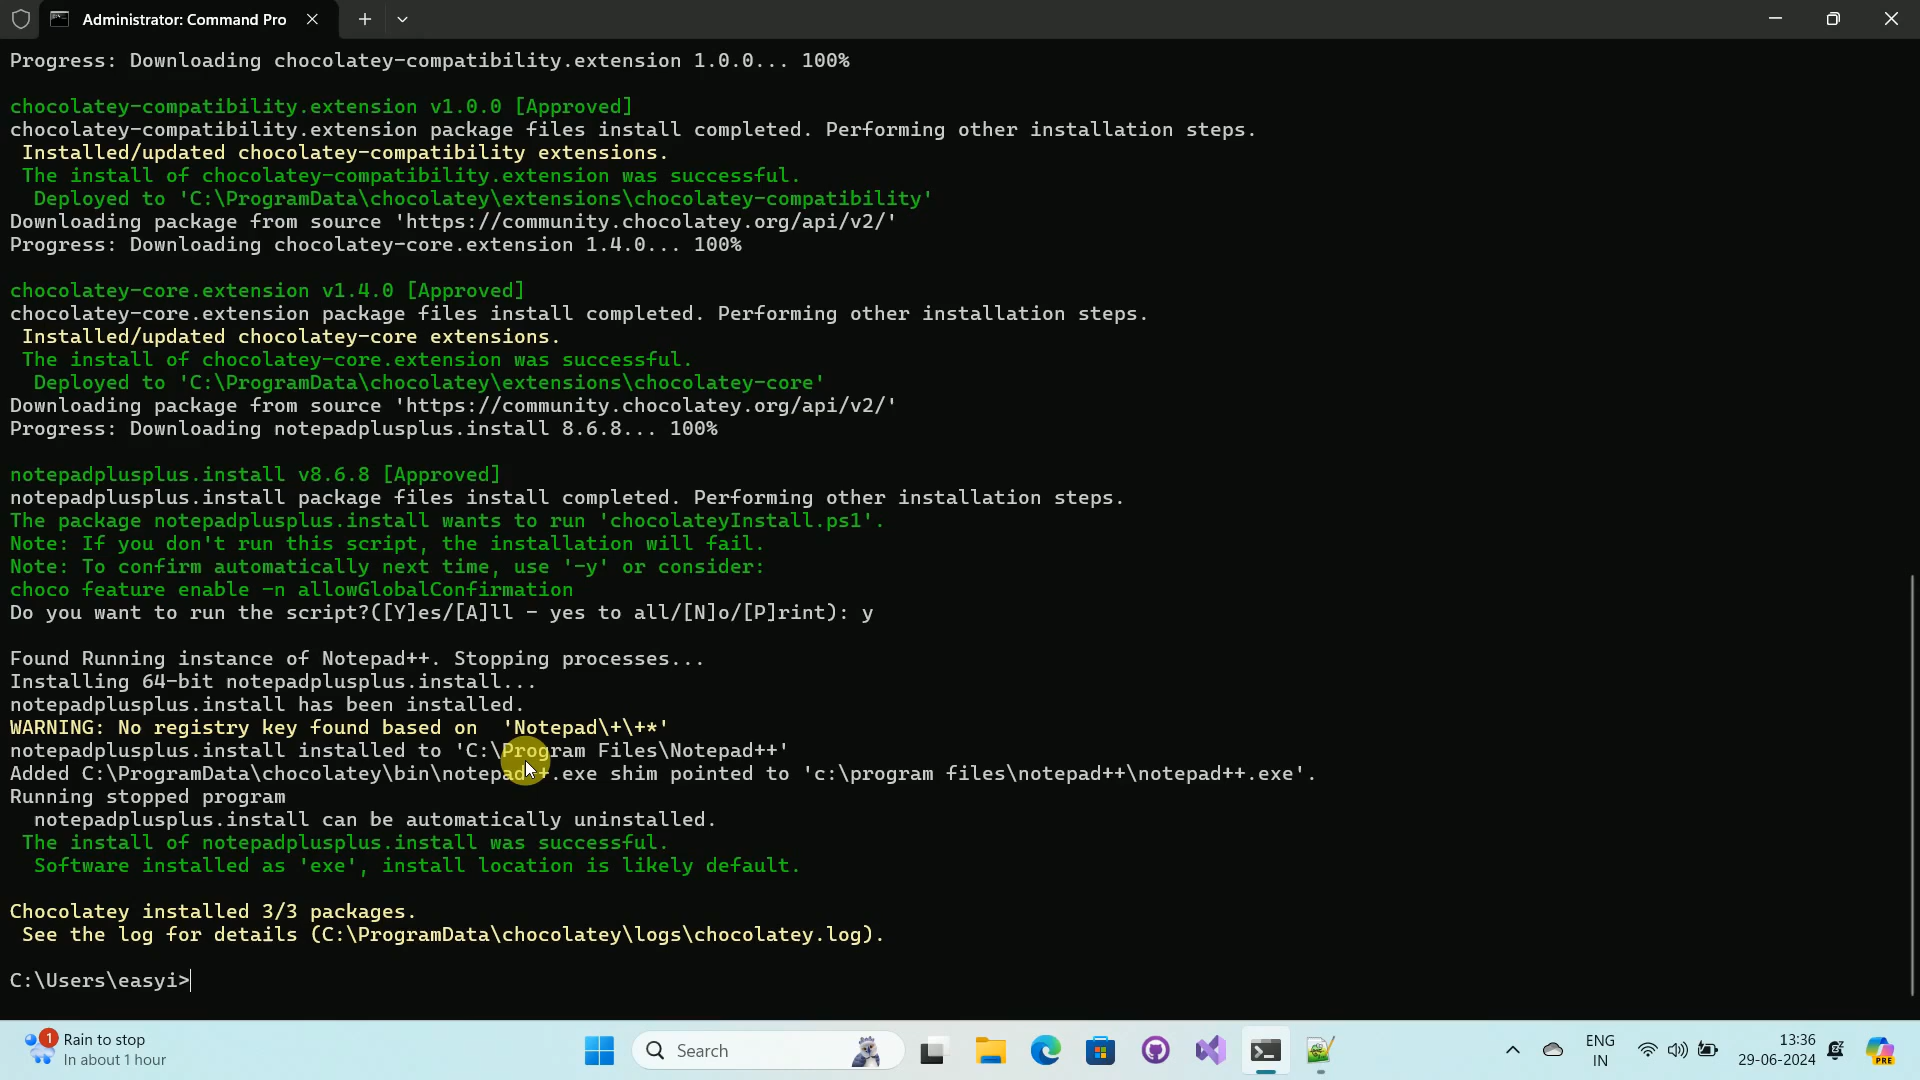 Administrator: Command Pro
Progress: Downloading chocolatey-compatibility.extension 1.0.0... 100%
chocolatey-compatibility.extension v1.0.0 [Approved]
chocolatey-compatibility.extension package files install completed. Performing other installation steps.
Installed/updated chocolatey-compatibility extensions.
The install of chocolatey-compatibility.extension was successful.
Deployed to 'C:\ProgramData\chocolatey\extensions\chocolatey-compatibility'
Downloading package from source 'https://community.chocolatey.org/api/v2/'
Progress: Downloading chocolatey-core.extension 1.4.0... 100%
chocolatey-core.extension v1.4.0 [Approved]
chocolatey-core.extension package files install completed. Performing other installation steps.
Installed/updated chocolatey-core extensions.
The install of chocolatey-core.extension was successful.
Deployed to 'C:\ProgramData\chocolatey\extensions\chocolatey-core'
Downloading package from source 'https://community.chocolatey.org/api/v2/'
Progress: Downloading notepadplusplus.install 8.6.8... 100%
notepadplusplus.install v8.6.8 [Approved]
notepadplusplus.install package files install completed. Performing other installation steps.
The package notepadplusplus.install wants to run 'chocolateyInstall.ps1'.
Note: If you don't run this script, the installation will fail.
Note: To confirm automatically next time, use '-y' or consider:
choco feature enable -n allowGlobalConfirmation
Do you want to run the script?([Y]es/[A]ll - yes to all/[N]o/[P]rint): y
Found Running instance of Notepad++. Stopping processes...
Installing 64-bit notepadplusplus.install...
notepadplusplus.install has been installed.
WARNING: No registry key found based on  'Notepad\+\+*'
notepadplusplus.install installed to 'C:\Program Files\Notepad++'
Added C:\ProgramData\chocolatey\bin\notepad++.exe shim pointed to 'c:\program files\notepad++\notepad++.exe'.
Running stopped program
notepadplusplus.install can be automatically uninstalled.
The install of notepadplusplus.install was successful.
Software installed as 'exe', install location is likely default.
Chocolatey installed 3/3 packages.
See the log for details (C:\ProgramData\chocolatey\logs\chocolatey.log).
C:\Users\easyi>
1
Rain to stop
In about 1 hour
Search
ENG
IN
13:36
29-06-2024
PRE